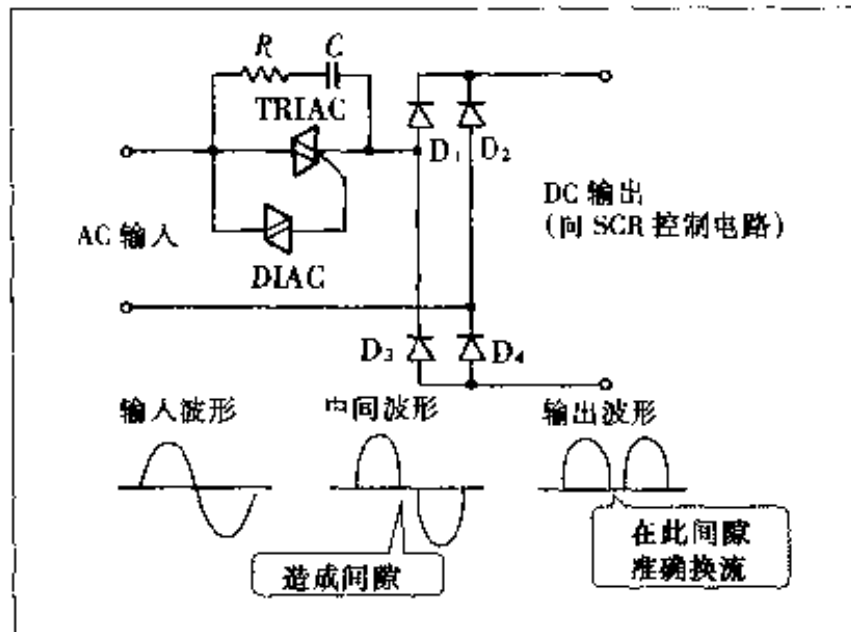 R C
TRIAC
D₁ D₂
DC 输出
(向 SCR 控制电路)
AC 输入
DIAC
D₃ D₄
输入波形
中间波形
输出波形
造成间隙
在此间隙
准确换流